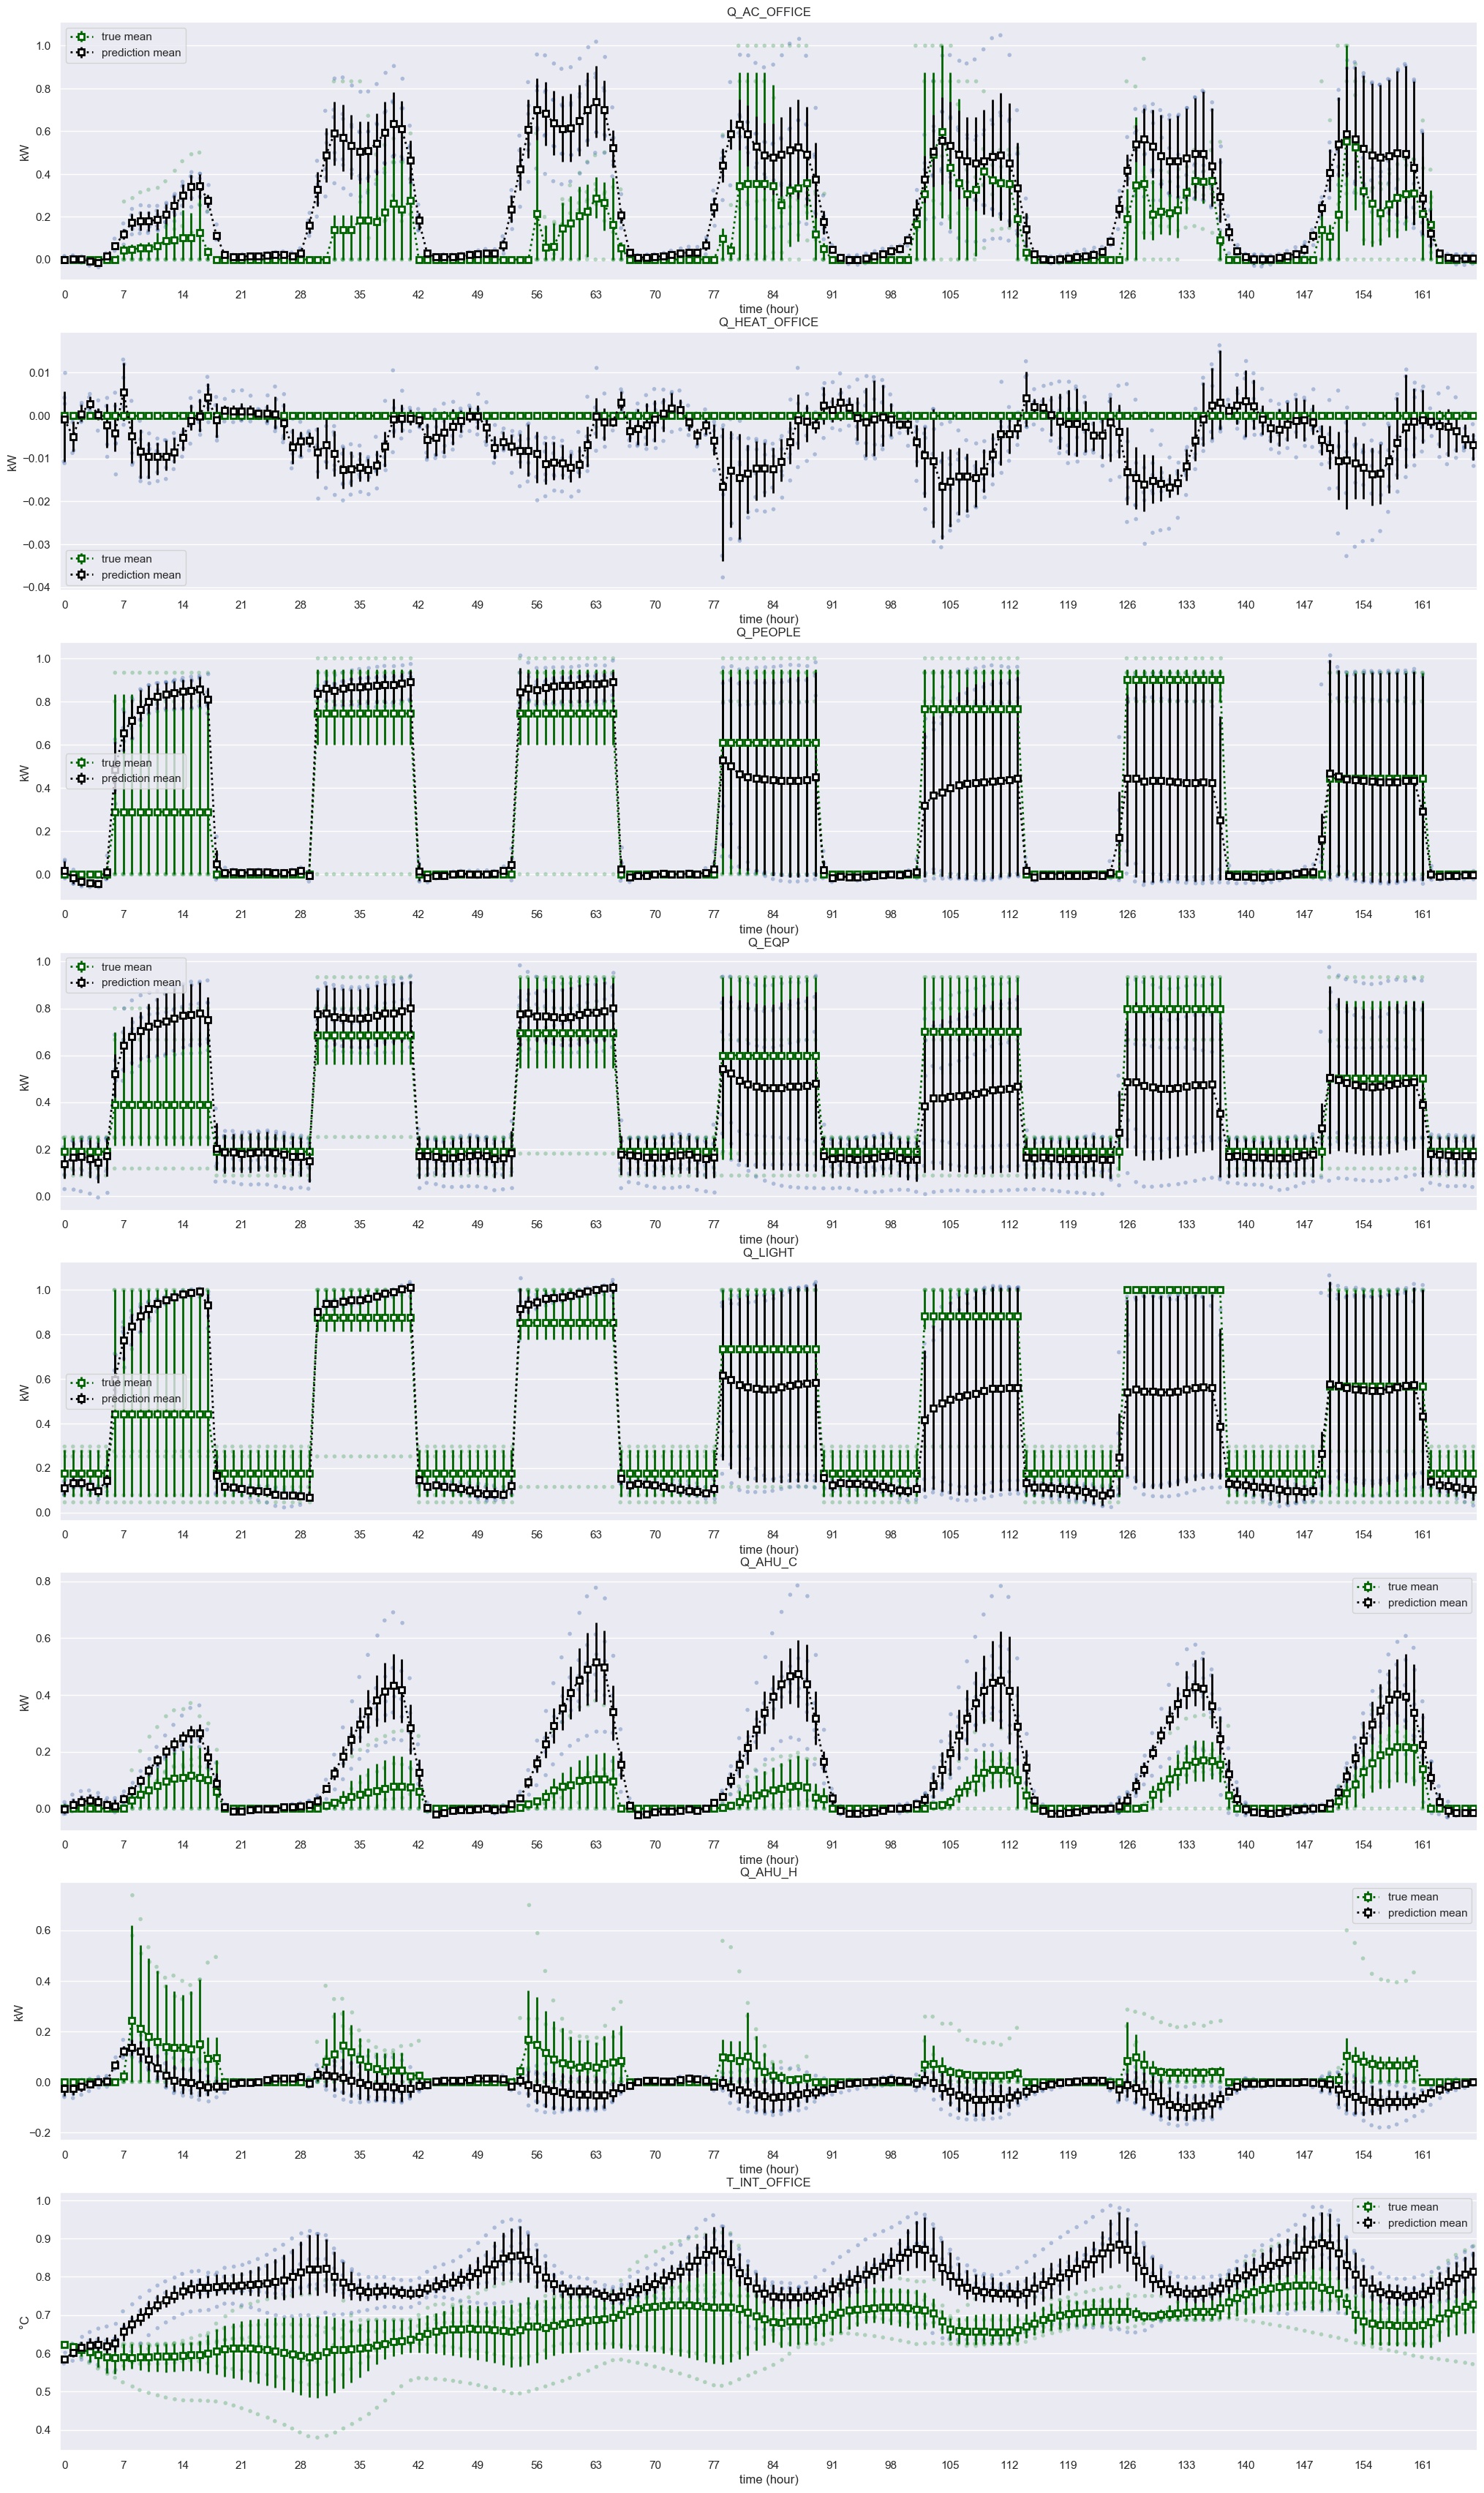 Q_AC_OFFICE
true mean
prediction mean
1.0
0.8
0.6
0.4
0.2
0.0
kW
0 7 14 21 28 35 42 49 56 63 70 77 84 91 98 105 112 119 126 133 140 147 154 161
time (hour)
Q_HEAT_OFFICE
0.01
0.00
−0.01
−0.02
−0.03
−0.04
kW
true mean
prediction mean
0 7 14 21 28 35 42 49 56 63 70 77 84 91 98 105 112 119 126 133 140 147 154 161
time (hour)
Q_PEOPLE
1.0
0.8
0.6
0.4
0.2
0.0
kW
true mean
prediction mean
0 7 14 21 28 35 42 49 56 63 70 77 84 91 98 105 112 119 126 133 140 147 154 161
time (hour)
Q_EQP
true mean
prediction mean
1.0
0.8
0.6
0.4
0.2
0.0
kW
0 7 14 21 28 35 42 49 56 63 70 77 84 91 98 105 112 119 126 133 140 147 154 161
time (hour)
Q_LIGHT
1.0
0.8
0.6
0.4
0.2
0.0
kW
true mean
prediction mean
0 7 14 21 28 35 42 49 56 63 70 77 84 91 98 105 112 119 126 133 140 147 154 161
time (hour)
Q_AHU_C
true mean
prediction mean
0.8
0.6
0.4
0.2
0.0
kW
0 7 14 21 28 35 42 49 56 63 70 77 84 91 98 105 112 119 126 133 140 147 154 161
time (hour)
Q_AHU_H
true mean
prediction mean
0.6
0.4
0.2
0.0
−0.2
kW
0 7 14 21 28 35 42 49 56 63 70 77 84 91 98 105 112 119 126 133 140 147 154 161
time (hour)
T_INT_OFFICE
true mean
prediction mean
1.0
0.9
0.8
0.7
0.6
0.5
0.4
°C
0 7 14 21 28 35 42 49 56 63 70 77 84 91 98 105 112 119 126 133 140 147 154 161
time (hour)